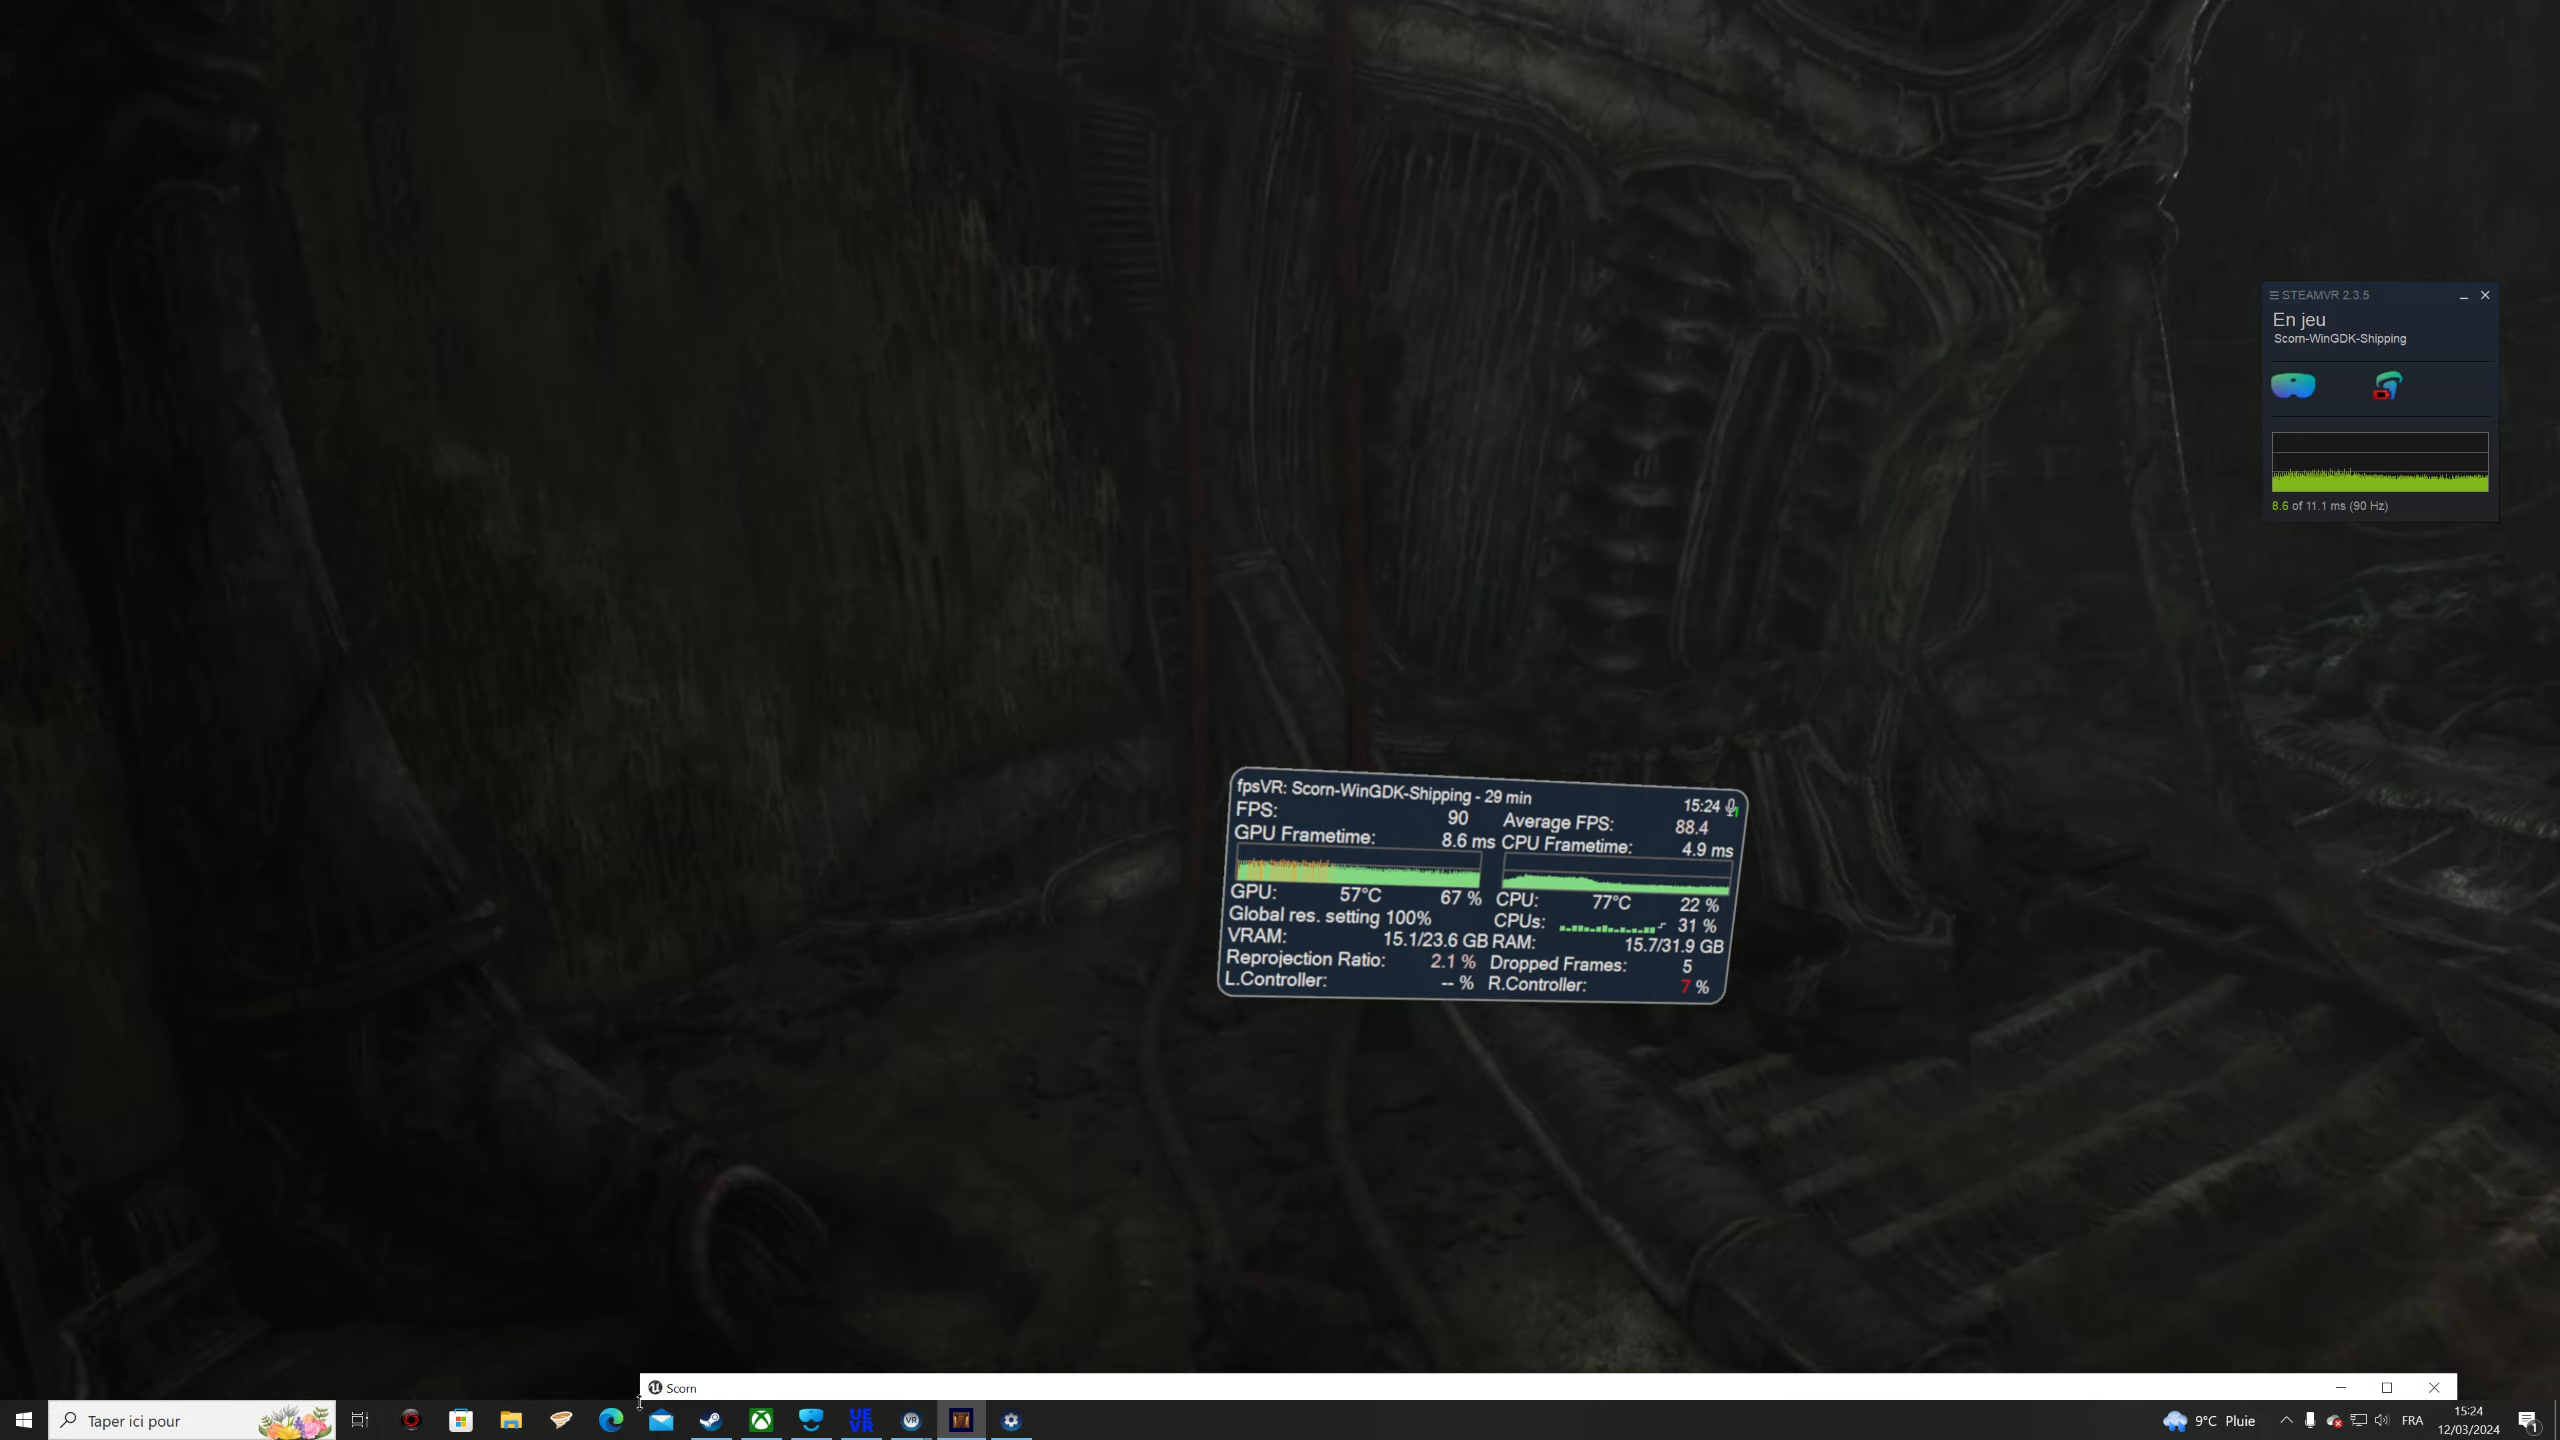 STEAMVR 2.3.5
En jeu
Scorn-WinGDK-Shipping
8.6 of 11.1 ms (90 Hz)
fpsVR: Scorn-WinGDK-Shipping - 29 min 15:24
FPS: 90 Average FPS: 88.4
GPU Frametime: 8.6 ms CPU Frametime: 4.9 ms
GPU: 57°C 67 % CPU: 77°C 22 %
Global res. setting 100% CPUs: 31 %
VRAM: 15.1/23.6 GB RAM: 15.7/31.9 GB
Reprojection Ratio: 2.1 % Dropped Frames: 5
L.Controller: -- % R.Controller: 7 %
Scorn
Taper ici pour
UE
VR
VR
9°C Pluie
FRA
15:24
12/03/2024
1